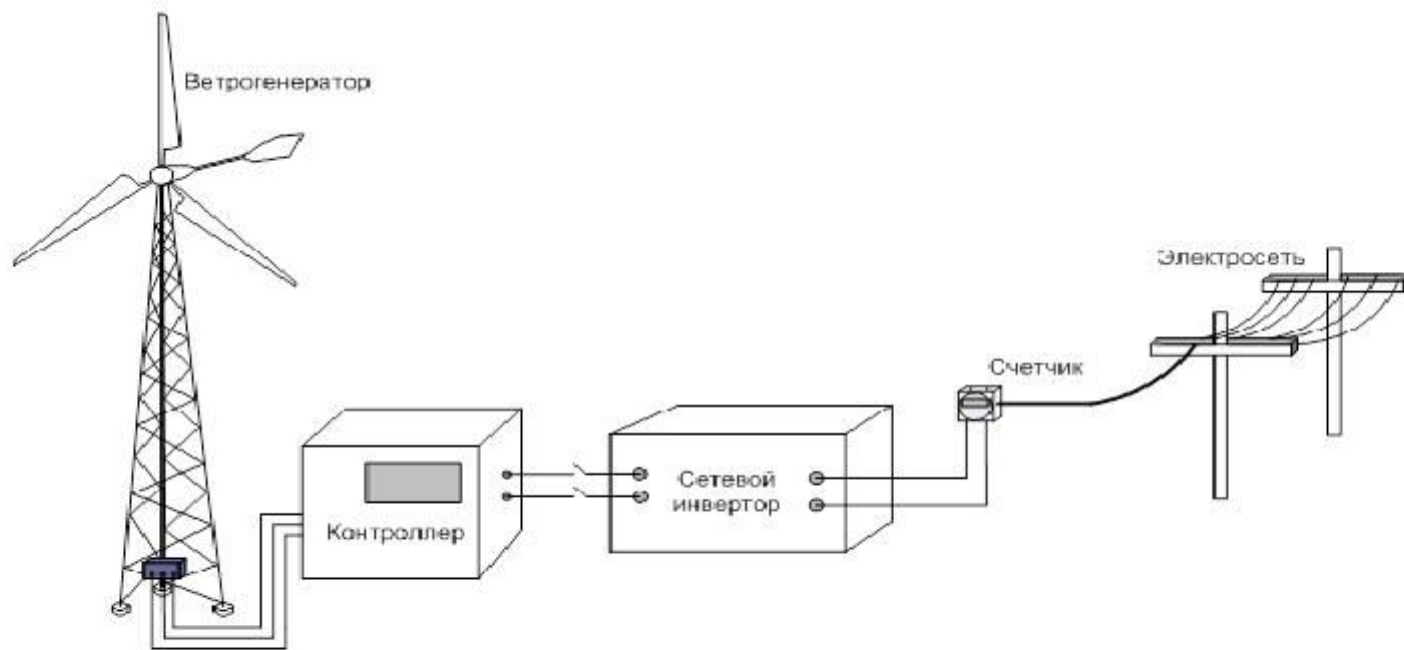 Ветрогенератор
Электросеть
Счетчик
Контроллер
Сетевой
инвертор